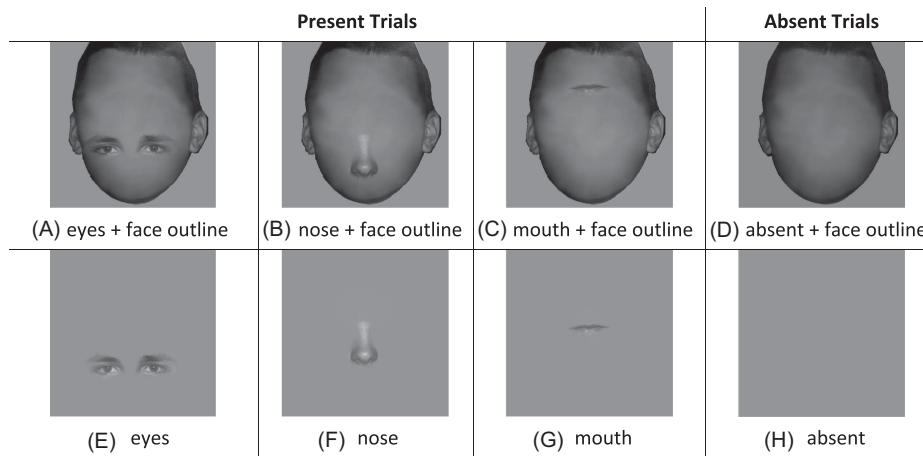 Present Trials Absent Trials
(A) eyes + face outline (B) nose + face outline (C) mouth + face outline (D) absent + face outline
(E) eyes (F) nose (G) mouth (H) absent